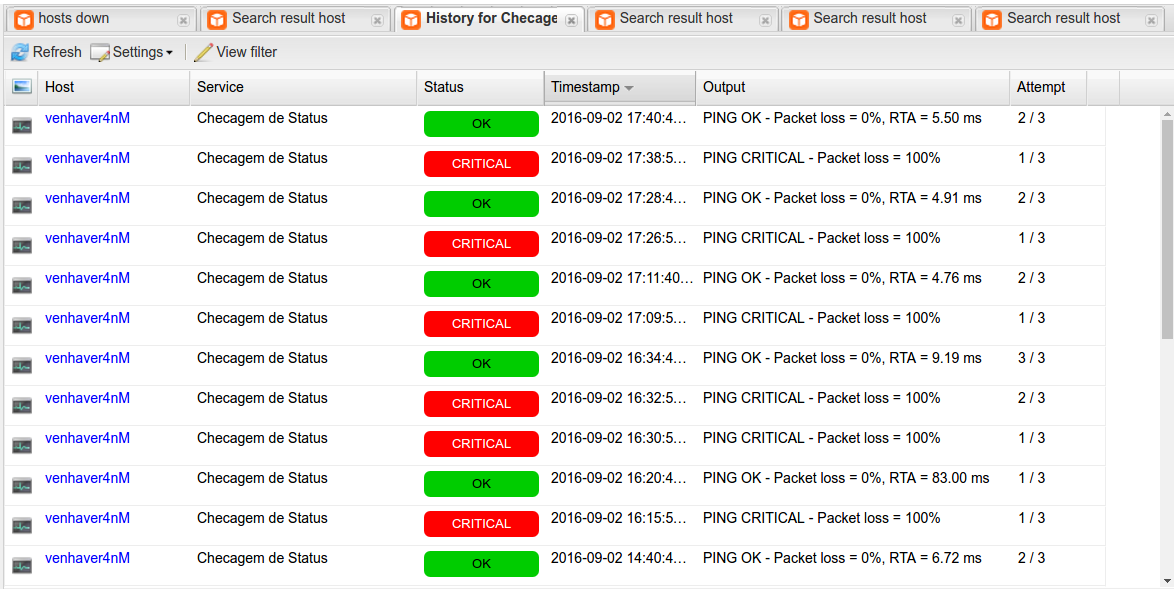 hosts down Search result host History for Checage Search result host Search result host Search result host
Refresh Settings View filter
Host Service Status Timestamp Output Attempt
venhaver4nM Checagem de Status OK 2016-09-02 17:40:4... PING OK - Packet loss = 0%, RTA = 5.50 ms 2 / 3
venhaver4nM Checagem de Status CRITICAL 2016-09-02 17:38:5... PING CRITICAL - Packet loss = 100% 1 / 3
venhaver4nM Checagem de Status OK 2016-09-02 17:28:4... PING OK - Packet loss = 0%, RTA = 4.91 ms 2 / 3
venhaver4nM Checagem de Status CRITICAL 2016-09-02 17:26:5... PING CRITICAL - Packet loss = 100% 1 / 3
venhaver4nM Checagem de Status OK 2016-09-02 17:11:40... PING OK - Packet loss = 0%, RTA = 4.76 ms 2 / 3
venhaver4nM Checagem de Status CRITICAL 2016-09-02 17:09:5... PING CRITICAL - Packet loss = 100% 1 / 3
venhaver4nM Checagem de Status OK 2016-09-02 16:34:4... PING OK - Packet loss = 0%, RTA = 9.19 ms 3 / 3
venhaver4nM Checagem de Status CRITICAL 2016-09-02 16:32:5... PING CRITICAL - Packet loss = 100% 2 / 3
venhaver4nM Checagem de Status CRITICAL 2016-09-02 16:30:5... PING CRITICAL - Packet loss = 100% 1 / 3
venhaver4nM Checagem de Status OK 2016-09-02 16:20:4... PING OK - Packet loss = 0%, RTA = 83.00 ms 1 / 3
venhaver4nM Checagem de Status CRITICAL 2016-09-02 16:15:5... PING CRITICAL - Packet loss = 100% 1 / 3
venhaver4nM Checagem de Status OK 2016-09-02 14:40:4... PING OK - Packet loss = 0%, RTA = 6.72 ms 2 / 3